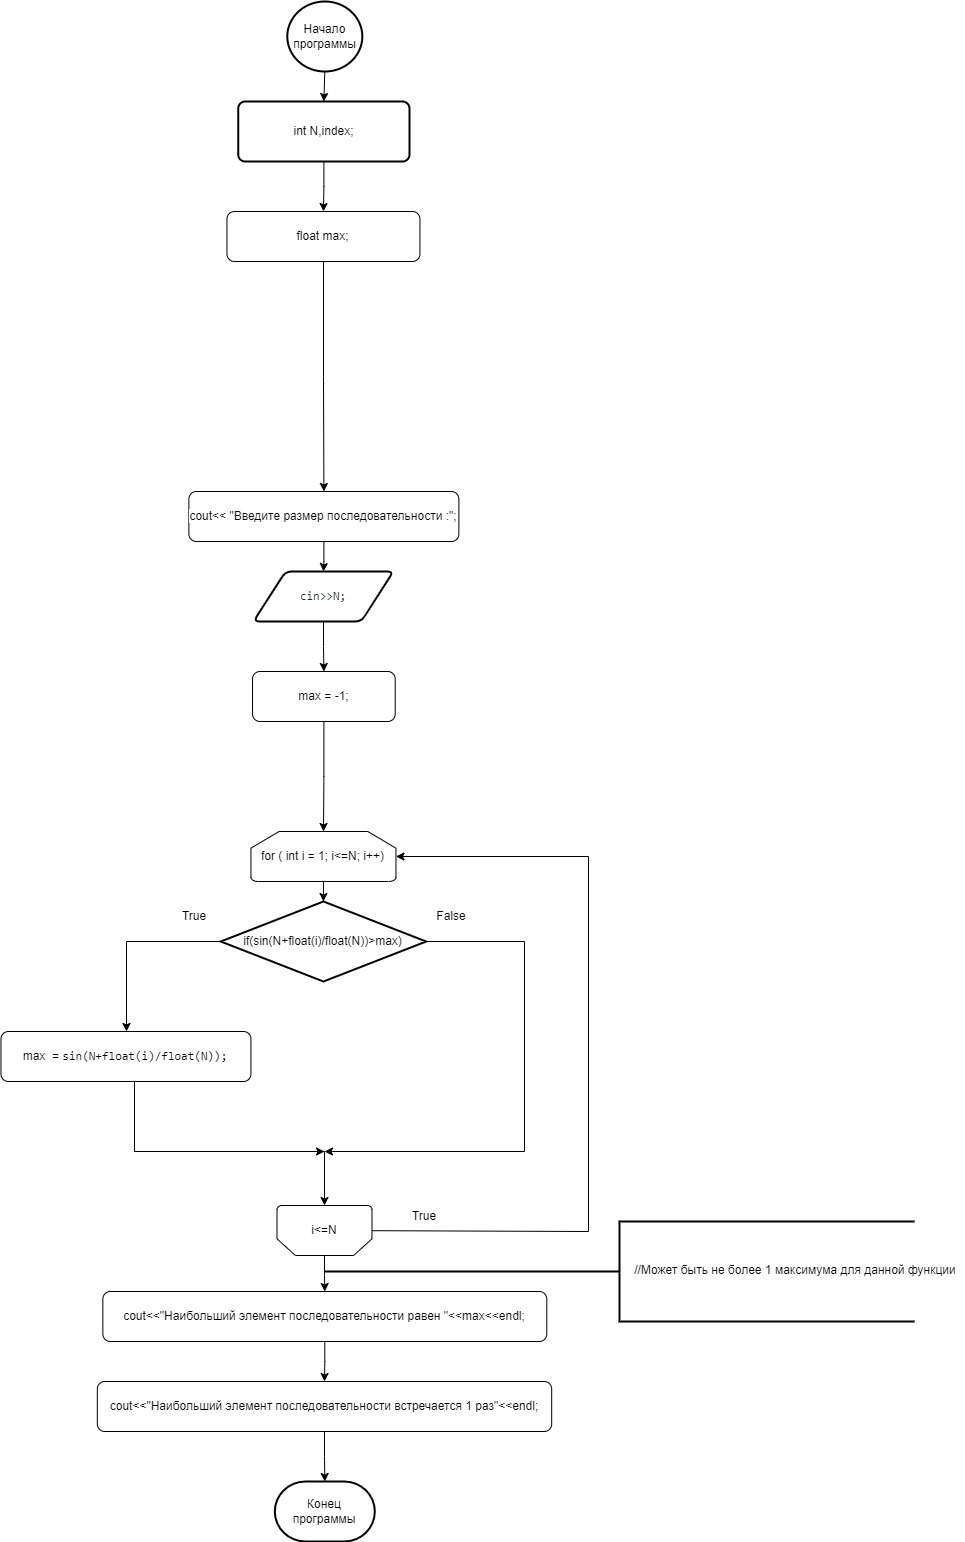 Начало
программы
int N,index;
float max;
cout<< "Введите размер последовательности :";
cin>>N;
max = -1;
for ( int i = 1; i<=N; i++)
True
False
if(sin(N+float(i)/float(N))>max)
max = sin(N+float(i)/float(N));
i<=N
True
//Может быть не более 1 максимума для данной функции
cout<<"Наибольший элемент последовательности равен "<<max<<endl;
cout<<"Наибольший элемент последовательности встречается 1 раз"<<endl;
Конец
программы